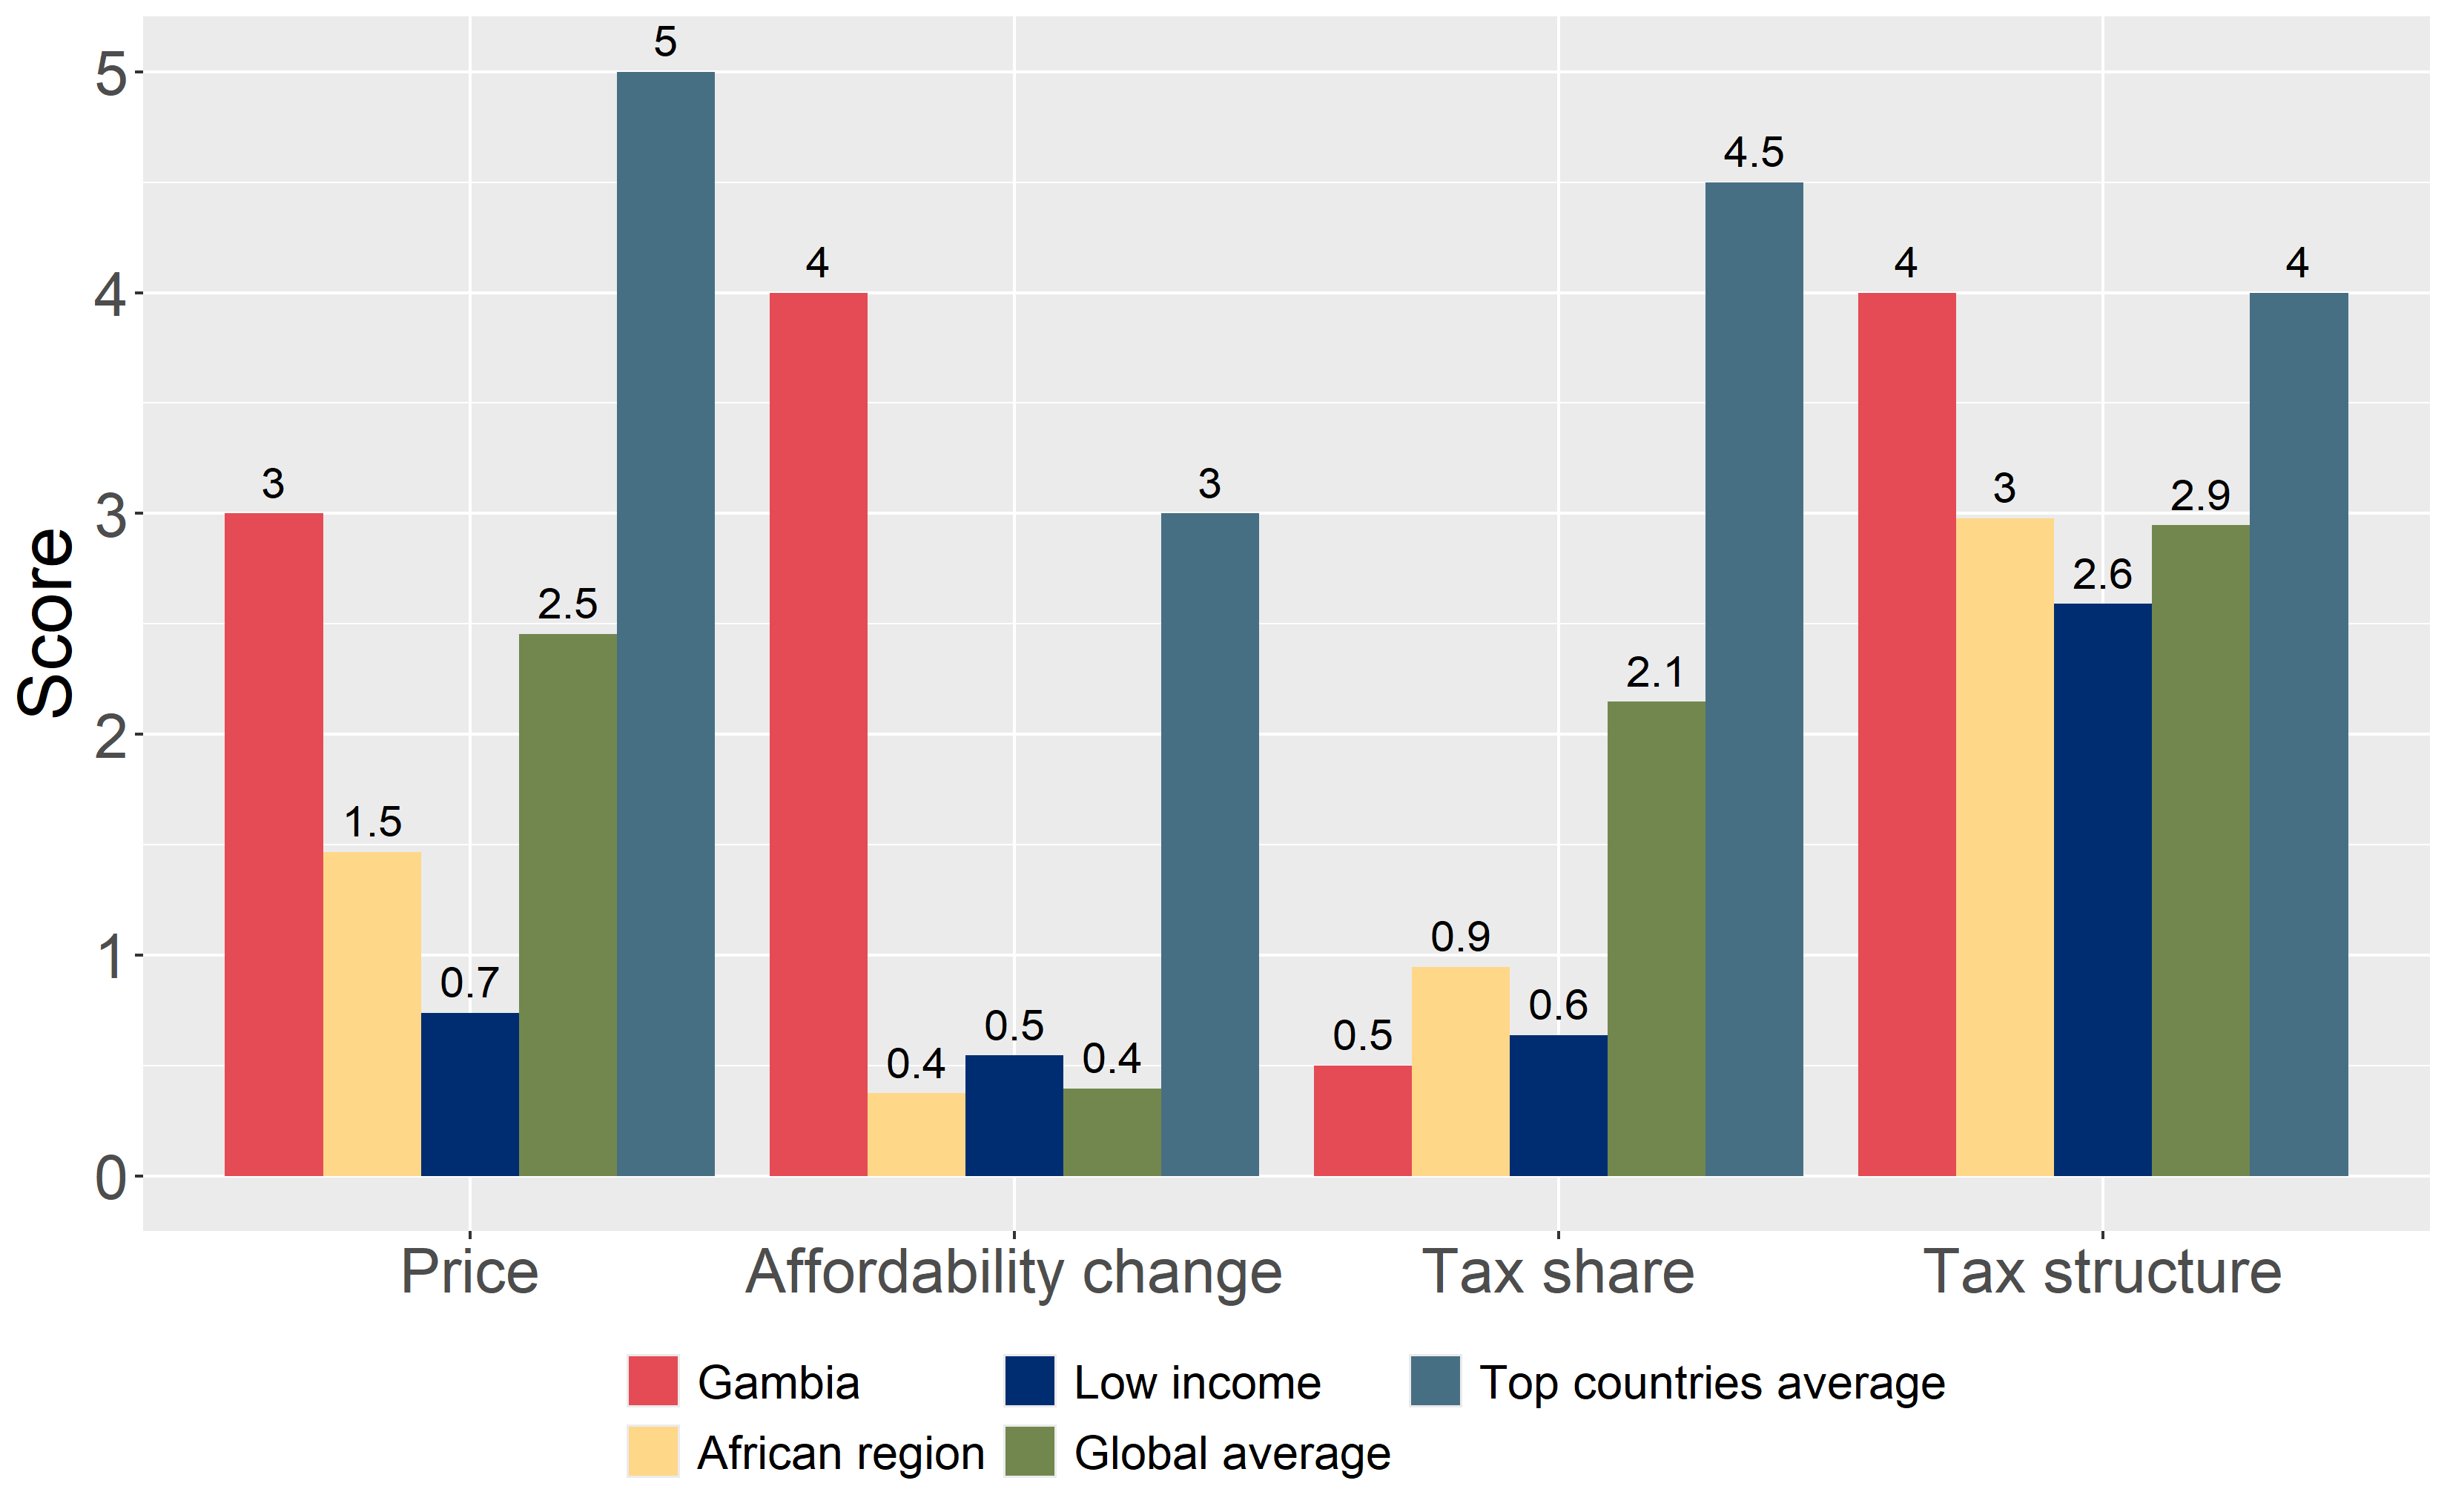 Score
5
4
3
2
1
0
3
1.5
0.7
2.5
5
4
0.4
0.5
0.4
3
0.5
0.9
0.6
2.1
4.5
4
3
2.6
2.9
4
Price
Affordability change
Tax share
Tax structure
Gambia
Low income
Top countries average
African region
Global average